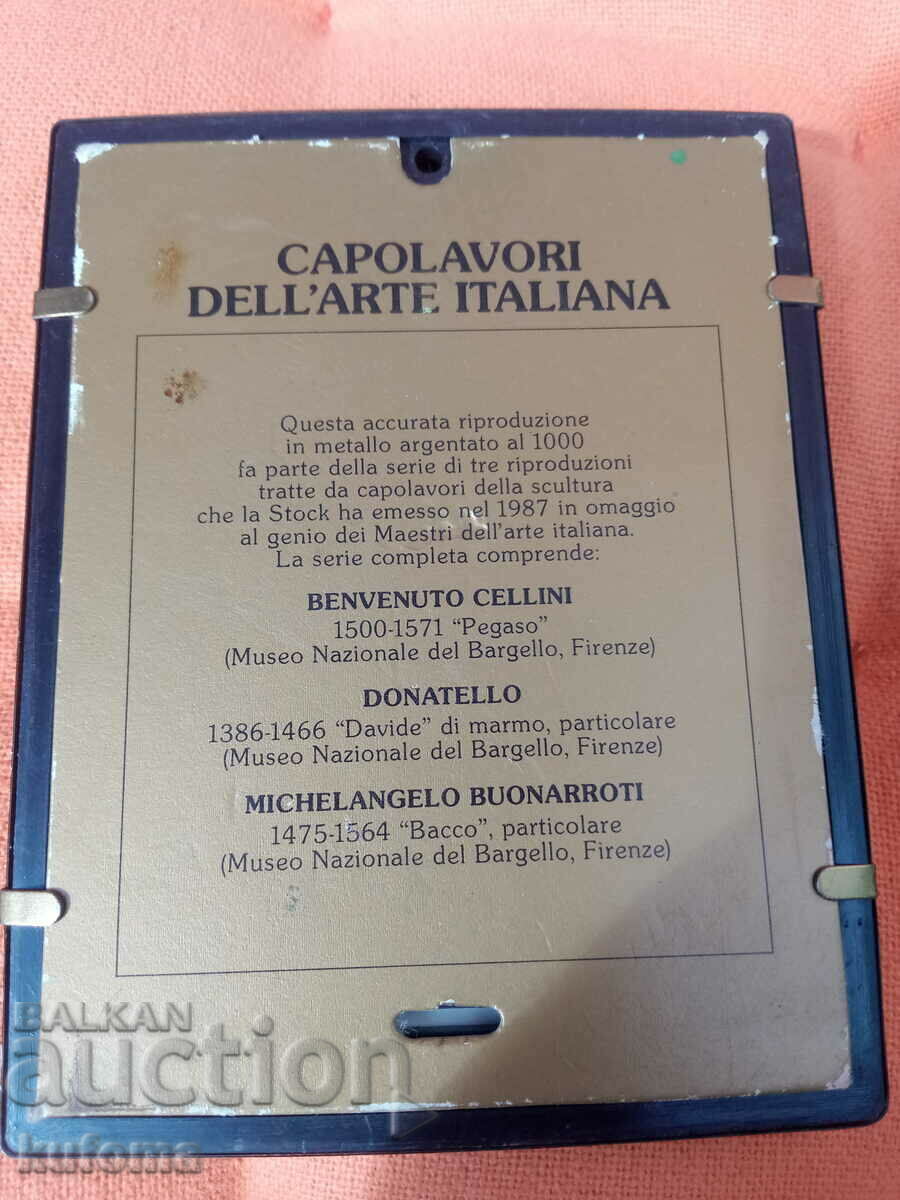 CAPOLAVORI
DELL'ARTE ITALIANA
Questa accurata riproduzione
in metallo argentato al 1000
fa parte della serie di tre riproduzioni
tratte da capolavori della scultura
che la Stock ha emesso nel 1987 in omaggio
al genio dei Maestri dell'arte italiana.
La serie completa comprende:
BENVENUTO CELLINI
1500-1571 “Pegaso”
(Museo Nazionale del Bargello, Firenze)
DONATELLO
1386-1466 “Davide” di marmo, particolare
(Museo Nazionale del Bargello, Firenze)
MICHELANGELO BUONARROTI
1475-1564 “Bacco”, particolare
(Museo Nazionale del Bargello, Firenze)
BALKAN
auction
kufoma